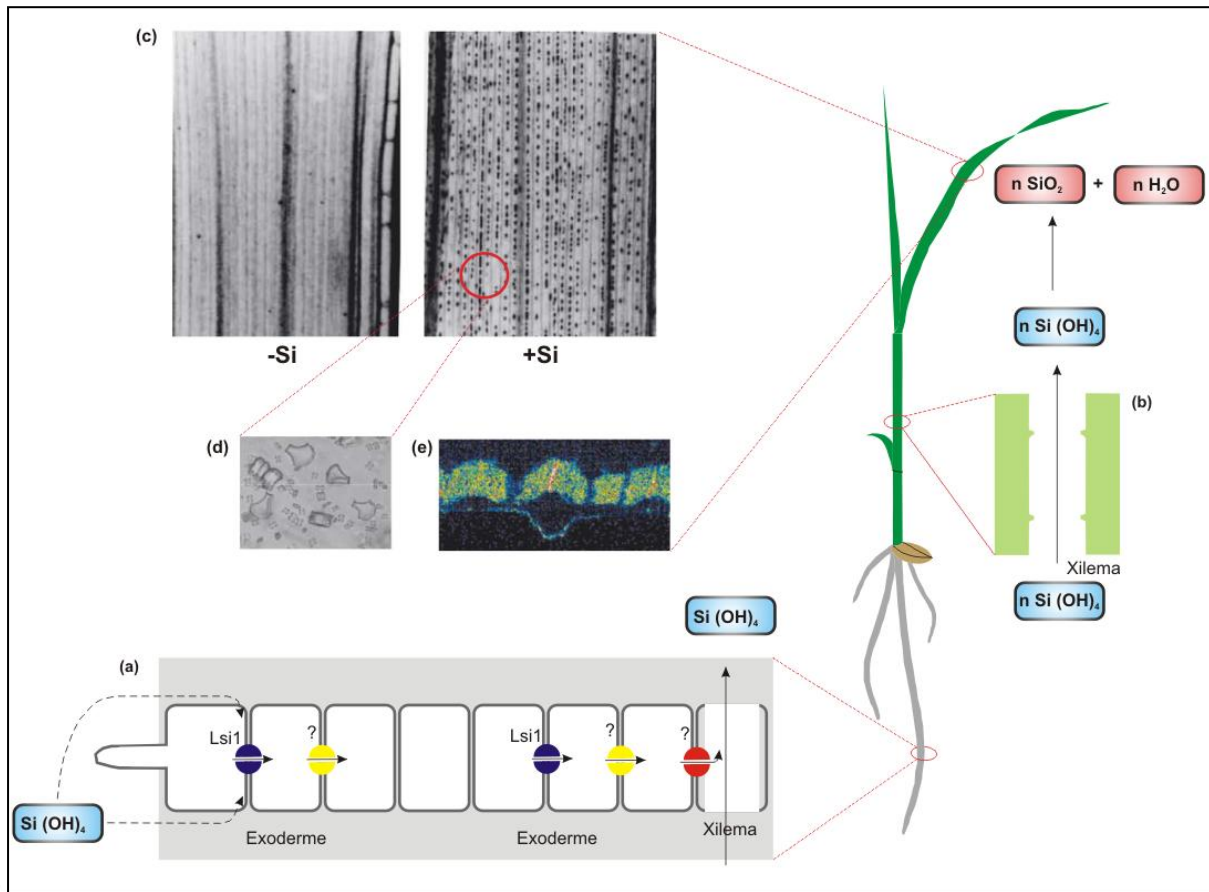 (c)
-Si
+Si
n SiO₂ + n H₂O
n Si (OH)₄
(b)
Xilema
n Si (OH)₄
(d)
(e)
Si (OH)₄
(a)
Lsi1
?
Lsi1
?
?
Si (OH)₄
Exoderme
Exoderme
Xilema